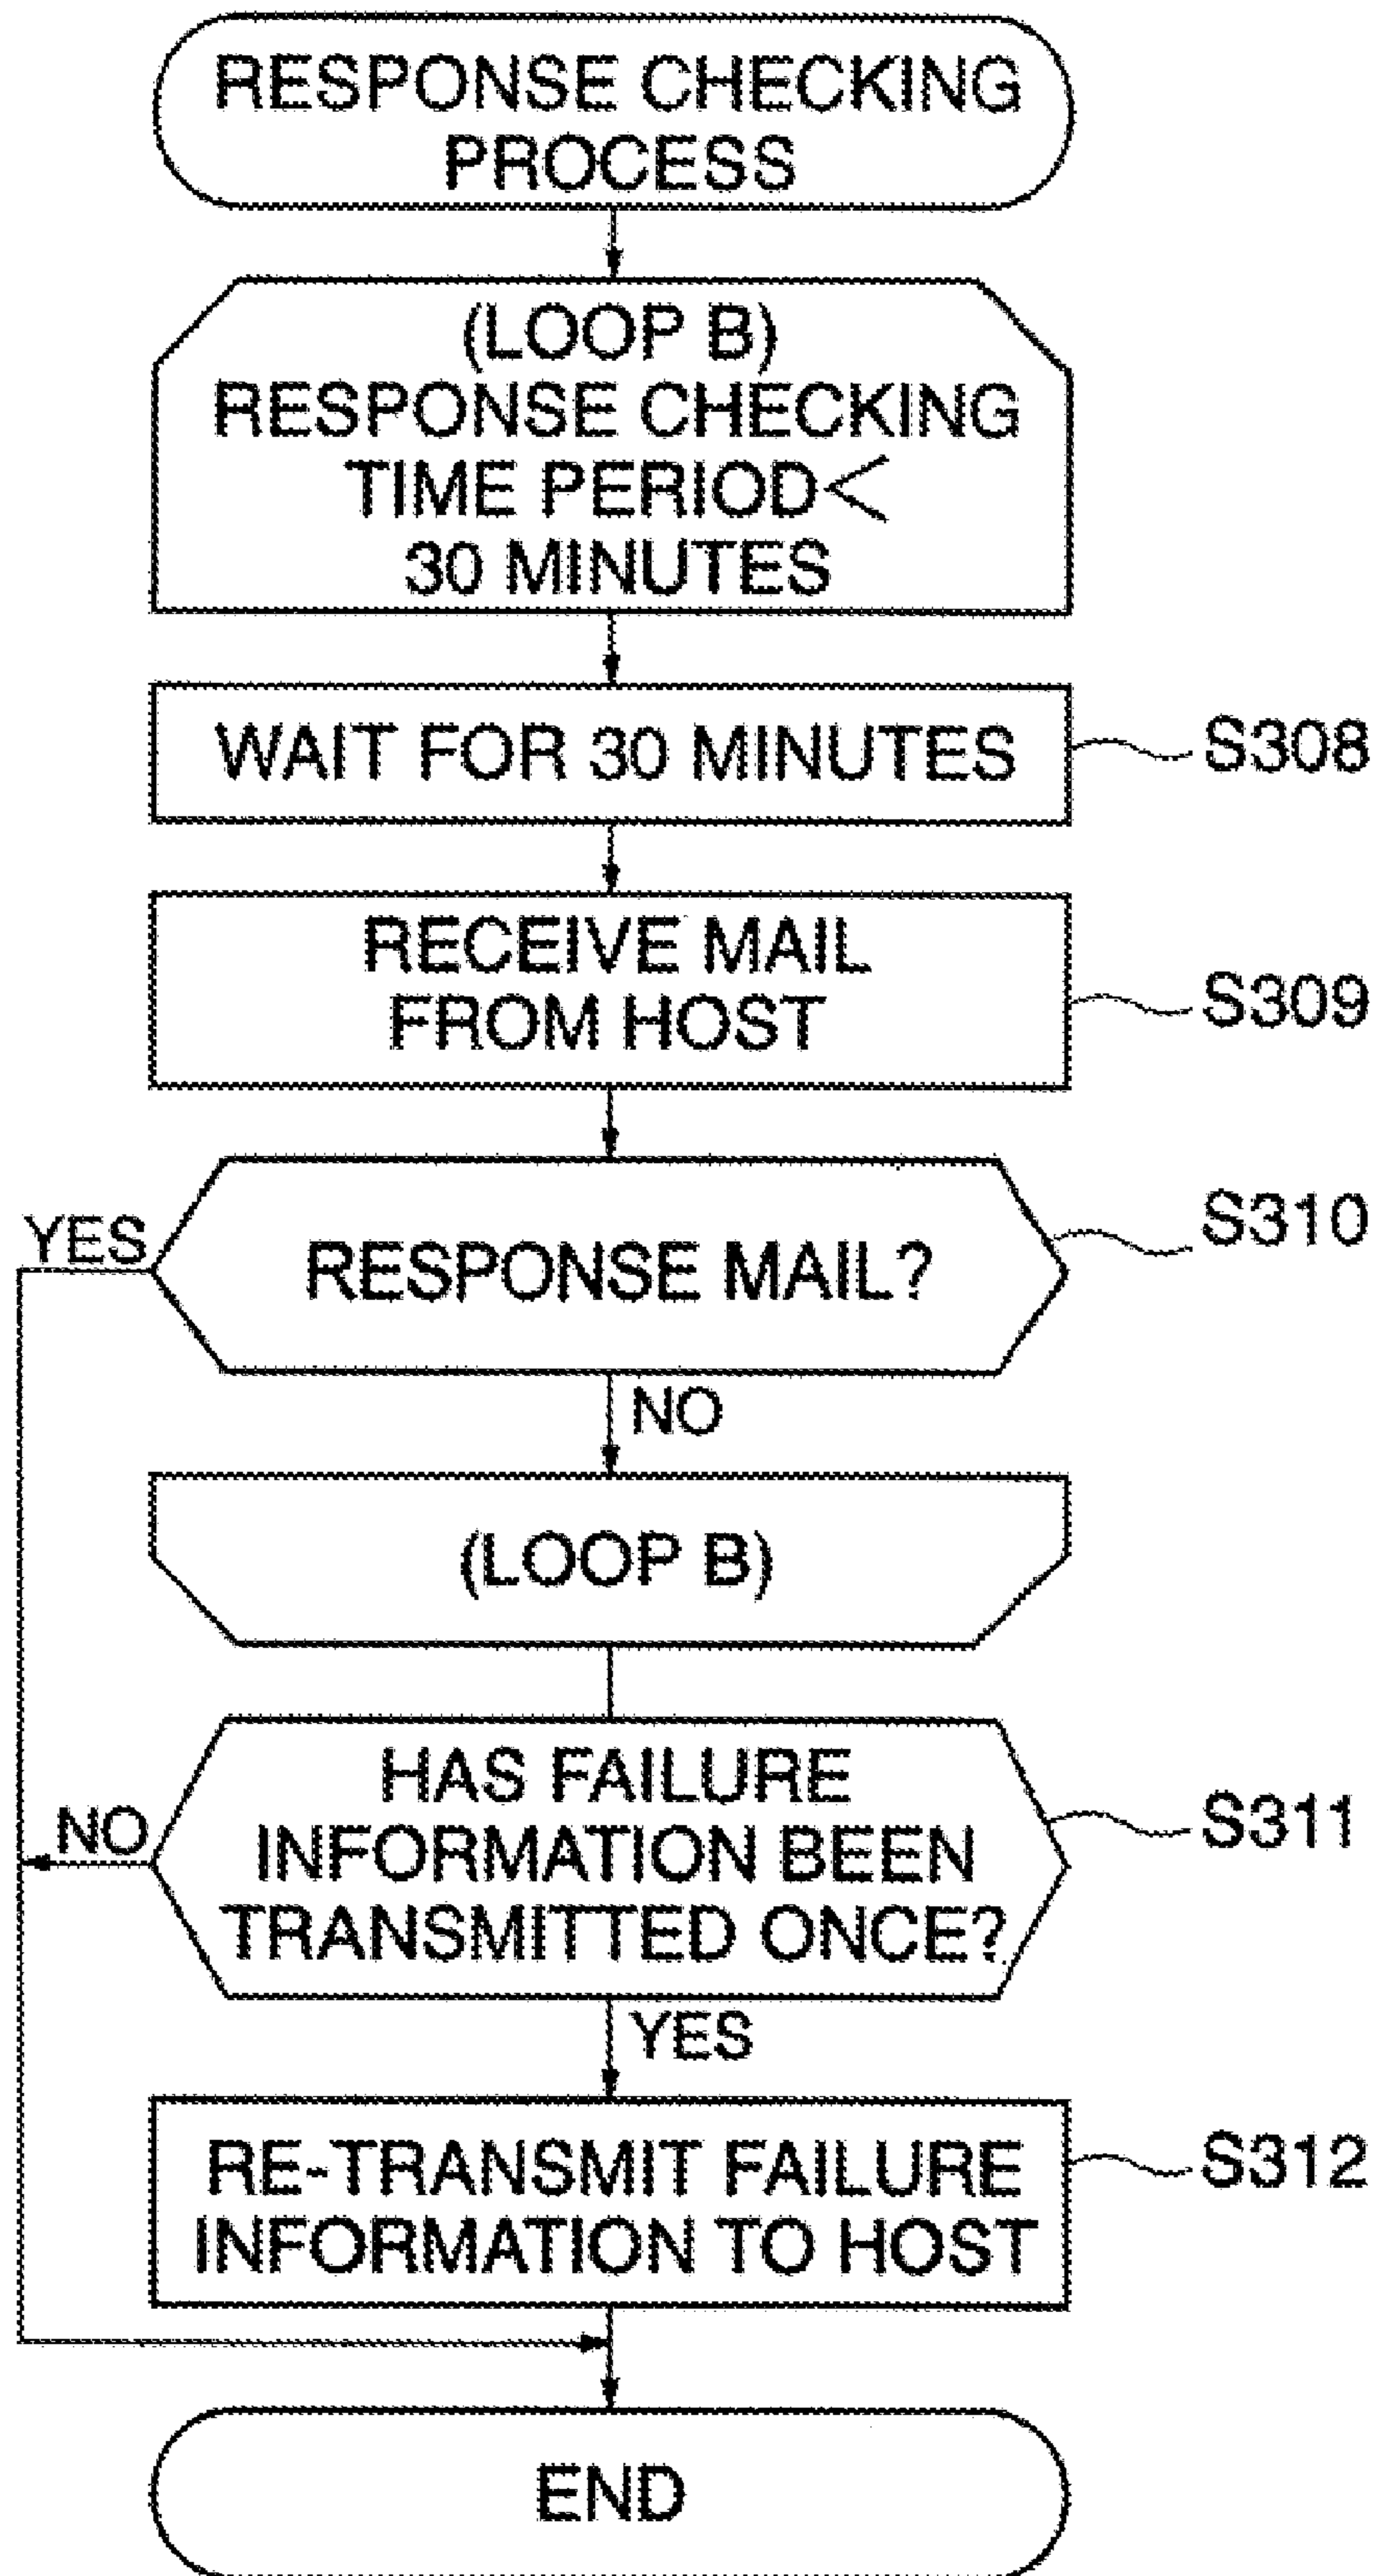 RESPONSE CHECKING
PROCESS
(LOOP B)
RESPONSE CHECKING
TIME PERIOD<
30 MINUTES
WAIT FOR 30 MINUTES
S308
RECEIVE MAIL
FROM HOST
S309
YES
RESPONSE MAIL?
S310
NO
(LOOP B)
HAS FAILURE
INFORMATION BEEN
TRANSMITTED ONCE?
S311
NO
YES
RE-TRANSMIT FAILURE
INFORMATION TO HOST
S312
END